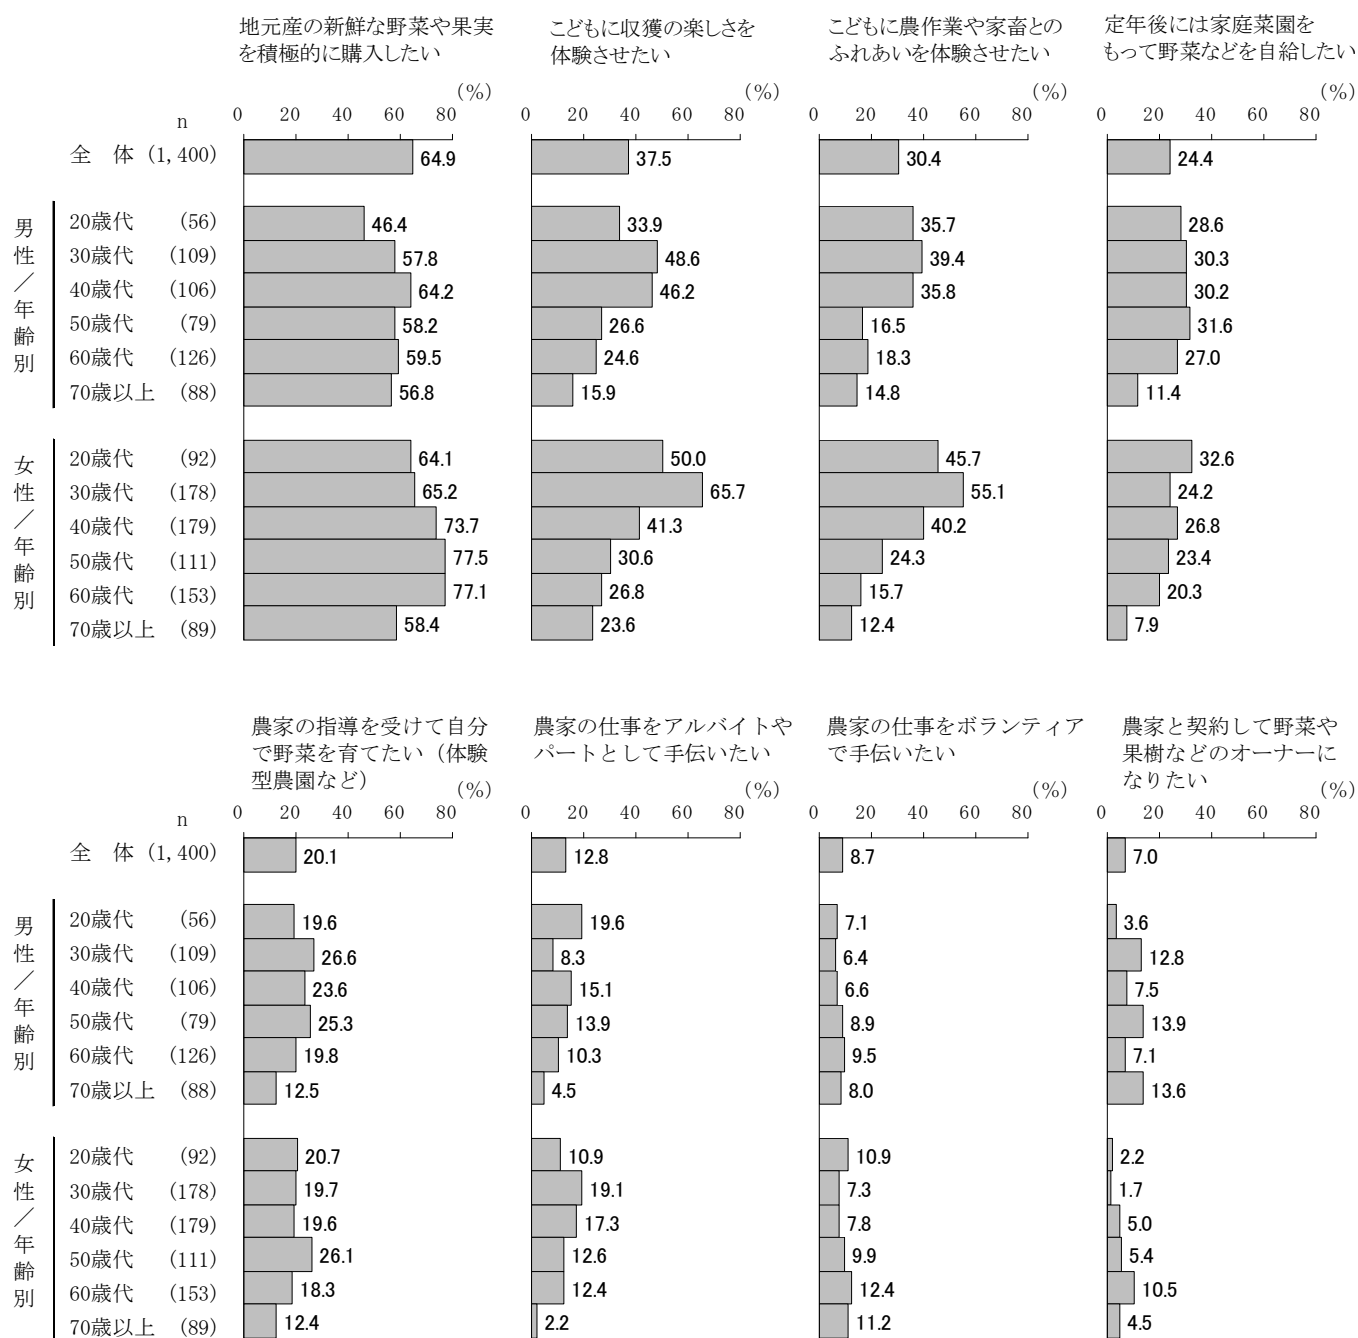 地元産の新鮮な野菜や果実
を積極的に購入したい
こどもに収獲の楽しさを
体験させたい
こどもに農作業や家畜との
ふれあいを体験させたい
定年後には家庭菜園を
もって野菜などを自給したい
(%) (%) (%) (%)
0 20 40 60 80 0 20 40 60 80 0 20 40 60 80 0 20 40 60 80
n
全 体 (1,400) 64.9 37.5 30.4 24.4
男性/年齢別
20歳代 (56) 46.4 33.9 35.7 28.6
30歳代 (109) 57.8 48.6 39.4 30.3
40歳代 (106) 64.2 46.2 35.8 30.2
50歳代 (79) 58.2 26.6 16.5 31.6
60歳代 (126) 59.5 24.6 18.3 27.0
70歳以上 (88) 56.8 15.9 14.8 11.4
女性/年齢別
20歳代 (92) 64.1 50.0 45.7 32.6
30歳代 (178) 65.2 65.7 55.1 24.2
40歳代 (179) 73.7 41.3 40.2 26.8
50歳代 (111) 77.5 30.6 24.3 23.4
60歳代 (153) 77.1 26.8 15.7 20.3
70歳以上 (89) 58.4 23.6 12.4 7.9
農家の指導を受けて自分
で野菜を育てたい(体験
型農園など)
農家の仕事をアルバイトや
パートとして手伝いたい
農家の仕事をボランティア
で手伝いたい
農家と契約して野菜や
果樹などのオーナーに
なりたい
(%) (%) (%) (%)
0 20 40 60 80 0 20 40 60 80 0 20 40 60 80 0 20 40 60 80
n
全 体 (1,400) 20.1 12.8 8.7 7.0
男性/年齢別
20歳代 (56) 19.6 19.6 7.1 3.6
30歳代 (109) 26.6 8.3 6.4 12.8
40歳代 (106) 23.6 15.1 6.6 7.5
50歳代 (79) 25.3 13.9 8.9 13.9
60歳代 (126) 19.8 10.3 9.5 7.1
70歳以上 (88) 12.5 4.5 8.0 13.6
女性/年齢別
20歳代 (92) 20.7 10.9 10.9 2.2
30歳代 (178) 19.7 19.1 7.3 1.7
40歳代 (179) 19.6 17.3 7.8 5.0
50歳代 (111) 26.1 12.6 9.9 5.4
60歳代 (153) 18.3 12.4 12.4 10.5
70歳以上 (89) 12.4 2.2 11.2 4.5